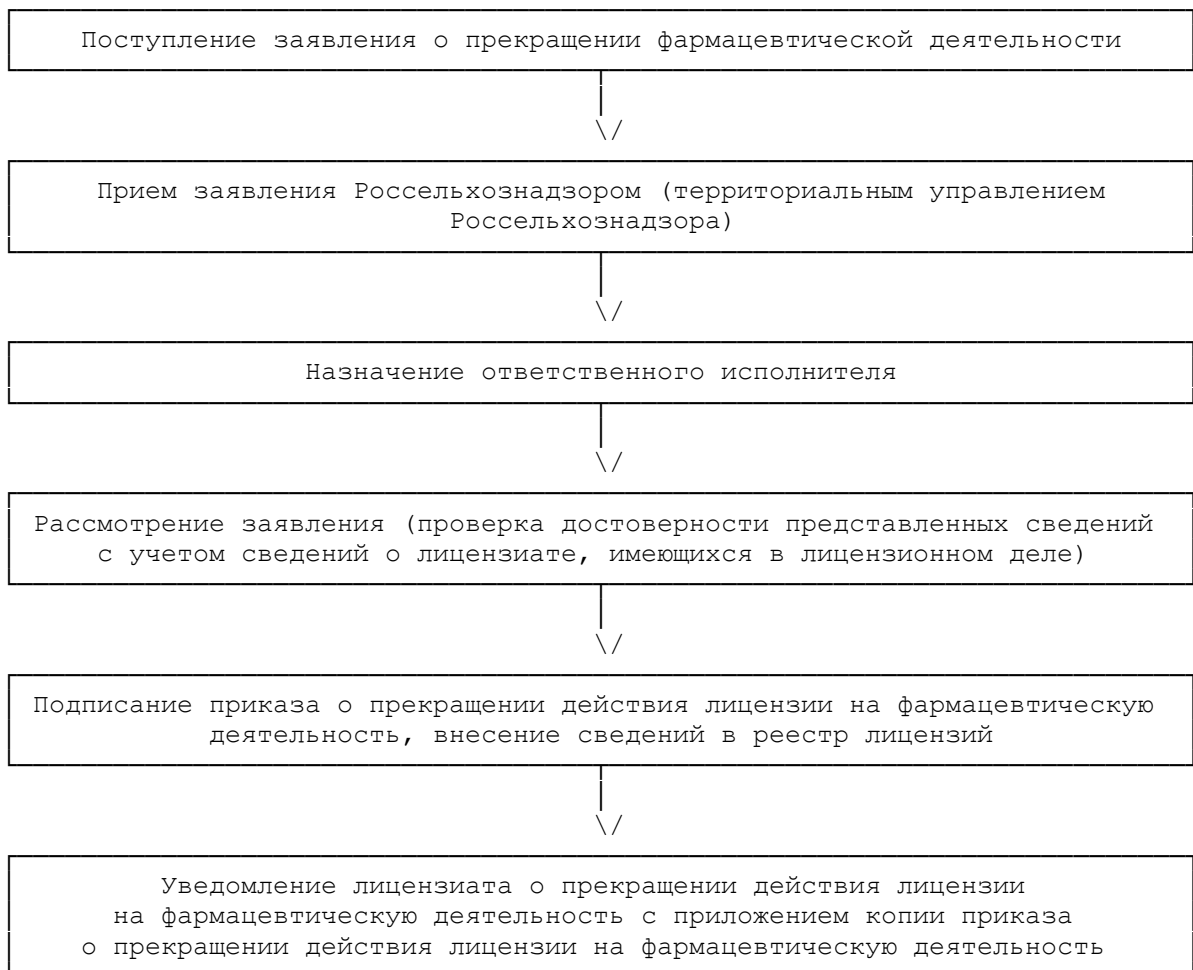 Поступление заявления о прекращении фармацевтической деятельности
Прием заявления Россельхознадзором (территориальным управлением
Россельхознадзора)
Назначение ответственного исполнителя
Рассмотрение заявления (проверка достоверности представленных сведений
с учетом сведений о лицензиате, имеющихся в лицензионном деле)
Подписание приказа о прекращении действия лицензии на фармацевтическую
деятельность, внесение сведений в реестр лицензий
Уведомление лицензиата о прекращении действия лицензии
на фармацевтическую деятельность с приложением копии приказа
о прекращении действия лицензии на фармацевтическую деятельность